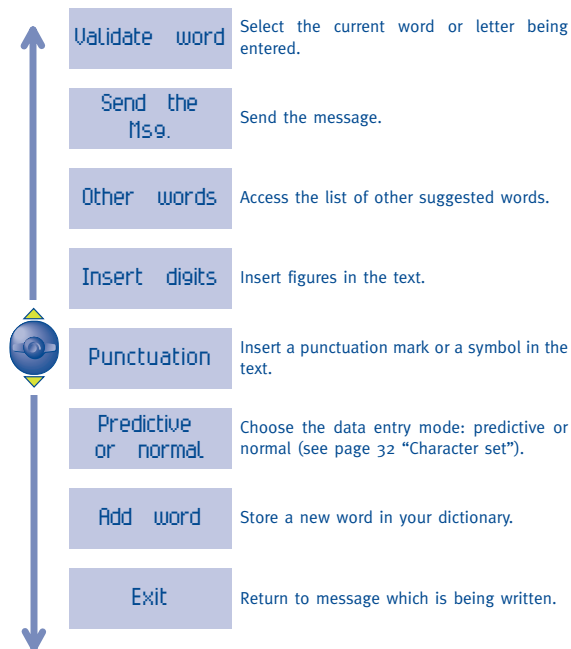 Validate word
Select the current word or letter being
entered.
Send the
Msg.
Send the message.
Other words
Access the list of other suggested words.
Insert digits
Insert figures in the text.
Punctuation
Insert a punctuation mark or a symbol in the
text.
Predictive
or normal
Choose the data entry mode: predictive or
normal (see page 32 “Character set”).
Add word
Store a new word in your dictionary.
Exit
Return to message which is being written.